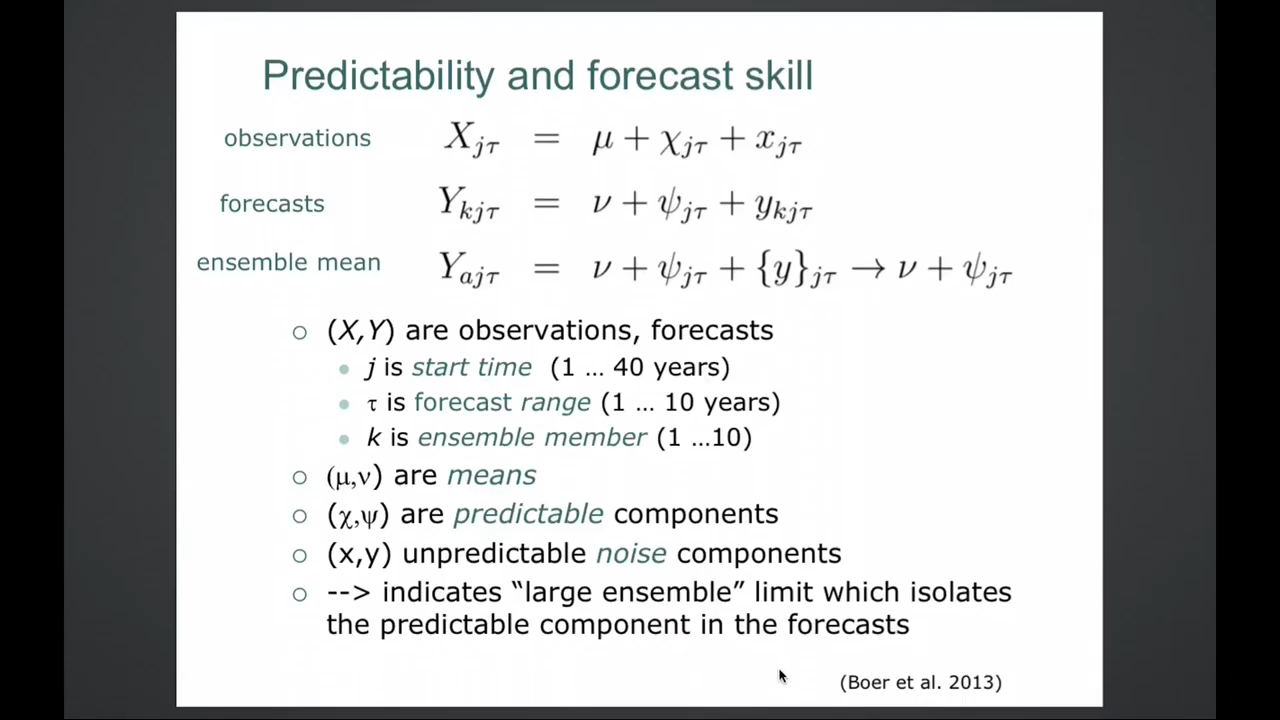 Predictability and forecast skill
observations X_{jτ} = μ + χ_{jτ} + x_{jτ}
forecasts Y_{kjτ} = ν + ψ_{jτ} + y_{kjτ}
ensemble mean Y_{ajτ} = ν + ψ_{jτ} + {y}_{jτ} → ν + ψ_{jτ}
○ (X,Y) are observations, forecasts
• j is start time (1 … 40 years)
• τ is forecast range (1 … 10 years)
• k is ensemble member (1 …10)
○ (μ,ν) are means
○ (χ,ψ) are predictable components
○ (x,y) unpredictable noise components
○ --> indicates “large ensemble” limit which isolates
the predictable component in the forecasts
(Boer et al. 2013)